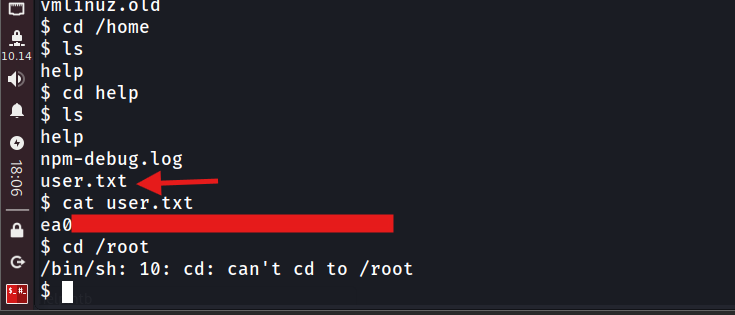 vmlinuz.old
$ cd /home
$ ls
help
$ cd help
$ ls
help
npm-debug.log
user.txt
$ cat user.txt
ea0
$ cd /root
/bin/sh: 10: cd: can't cd to /root
$
10.14
18:06